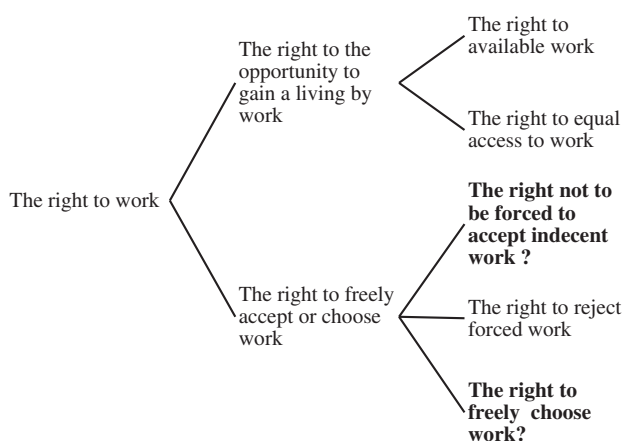 The right to work
The right to the
opportunity to
gain a living by
work
The right to
available work
The right to equal
access to work
The right to freely
accept or choose
work
The right not to
be forced to
accept indecent
work ?
The right to reject
forced work
The right to
freely choose
work?